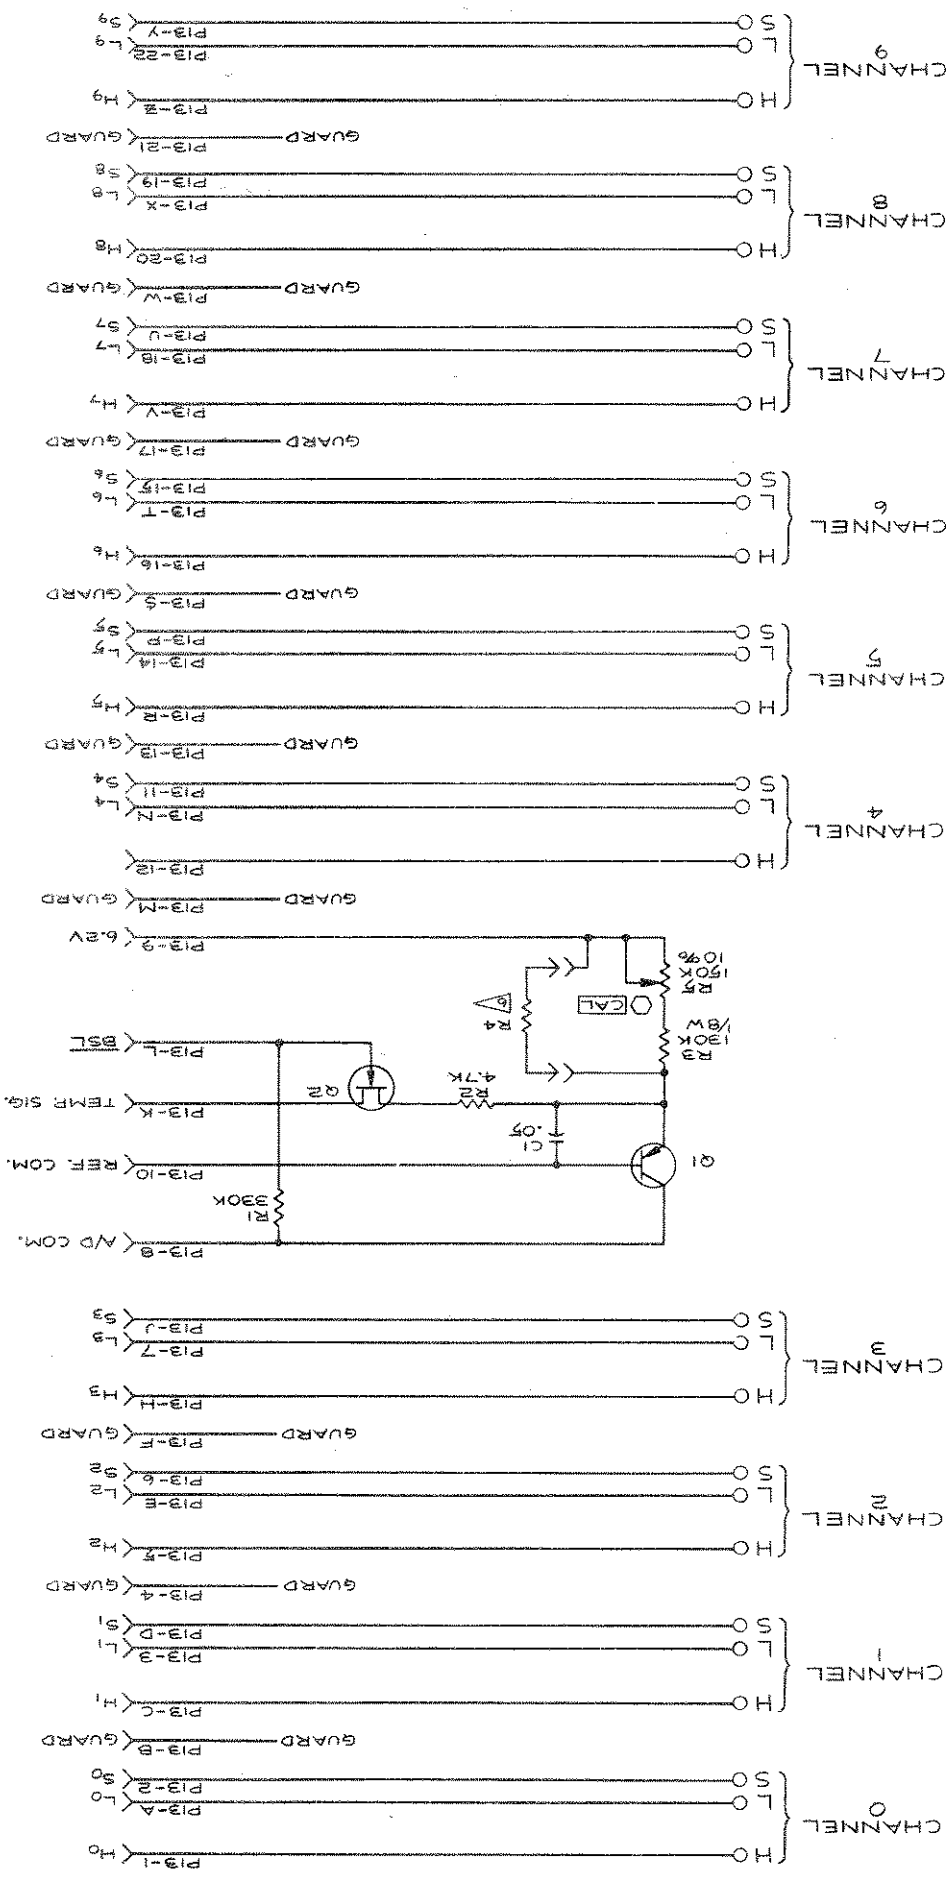 H P13-1 H0
CHANNEL 0
L P13-A L0
S P13-2 S0
GUARD P13-B GUARD
H P13-C H1
CHANNEL 1
L P13-3 L1
S P13-D S1
GUARD P13-4 GUARD
H P13-5 H2
CHANNEL 2
L P13-E L2
S P13-6 S2
GUARD P13-F GUARD
H P13-H H3
CHANNEL 3
L P13-7 L3
S P13-J S3
P13-8 A/D COM.
R1
330K
Q1
P13-10 REF. COM.
C1
.05
P13-K TEMP. SIG.
R2
4.7K
Q2
P13-L BSL
R3
130K
1/8W
R4
6
CAL
R5
150K
10%
P13-9 6.2V
GUARD P13-M GUARD
H P13-12
CHANNEL 4
L P13-N L4
S P13-11 S4
GUARD P13-13 GUARD
H P13-R H5
CHANNEL 5
L P13-14 L5
S P13-P S5
GUARD P13-S GUARD
H P13-16 H6
CHANNEL 6
L P13-T L6
S P13-15 S6
GUARD P13-17 GUARD
H P13-V H7
CHANNEL 7
L P13-18 L7
S P13-U S7
GUARD P13-W GUARD
H P13-20 H8
CHANNEL 8
L P13-X L8
S P13-19 S8
GUARD P13-21 GUARD
H P13-Z H9
CHANNEL 9
L P13-22 L9
S P13-Y S9